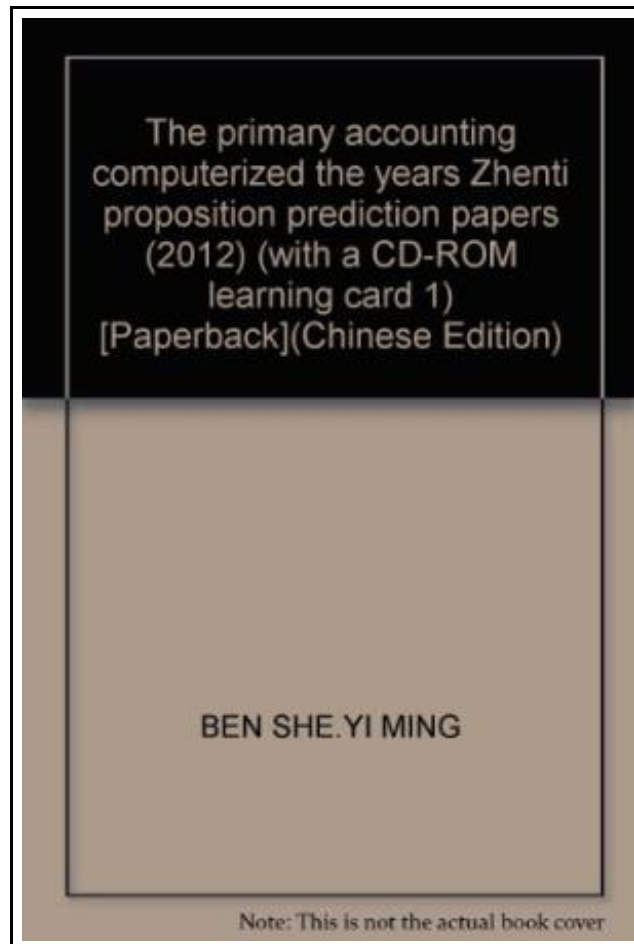 The primary accounting
computerized the years Zhenti
proposition prediction papers
(2012) (with a CD-ROM
learning card 1)
[Paperback](Chinese Edition)
BEN SHE.YI MING
Note: This is not the actual book cover